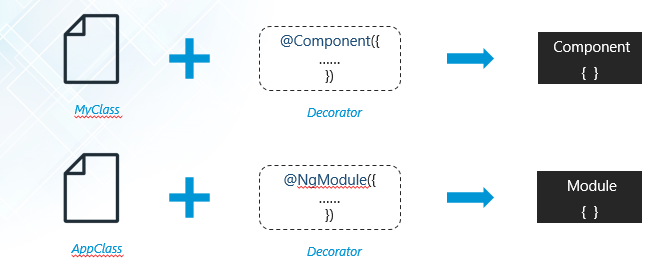 @Component({
......
})
Component
{ }
MyClass
Decorator
@NgModule({
......
})
Module
{ }
AppClass
Decorator